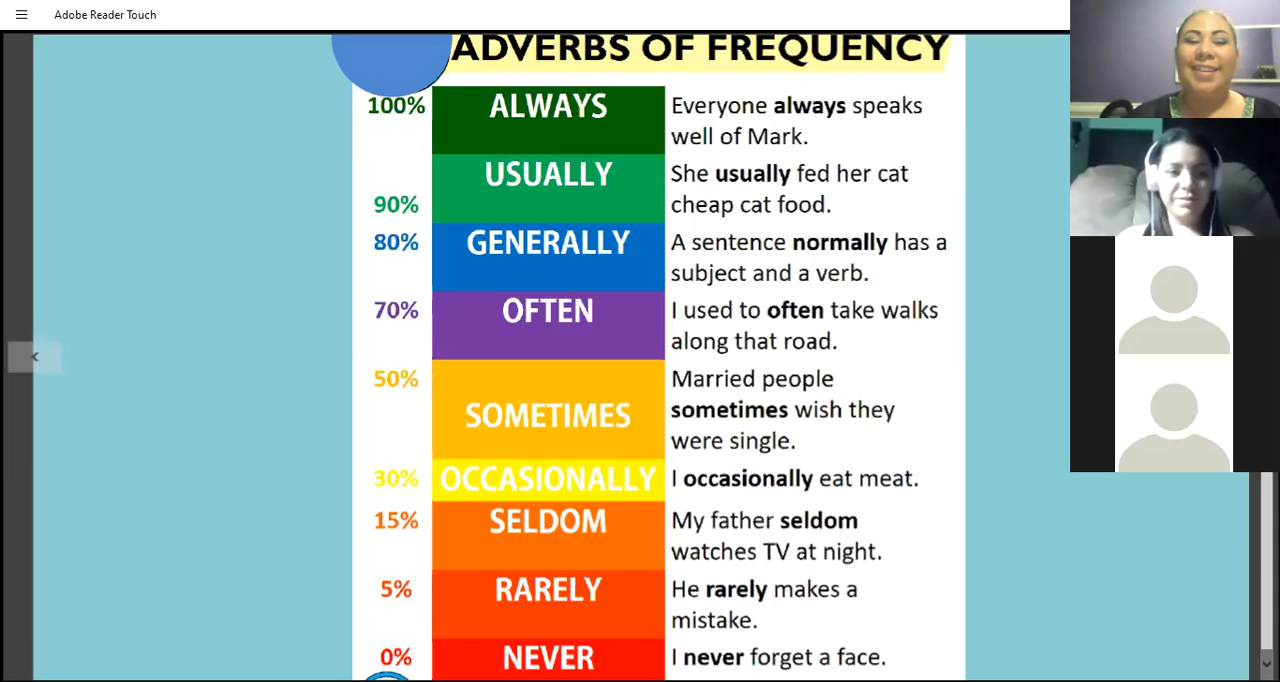 Adobe Reader Touch
ADVERBS OF FREQUENCY
100% ALWAYS Everyone always speaks
well of Mark.
USUALLY She usually fed her cat
90% cheap cat food.
80% GENERALLY A sentence normally has a
subject and a verb.
70% OFTEN I used to often take walks
along that road.
50% Married people
SOMETIMES sometimes wish they
were single.
30% OCCASIONALLY I occasionally eat meat.
15% SELDOM My father seldom
watches TV at night.
5% RARELY He rarely makes a
mistake.
0% NEVER I never forget a face.